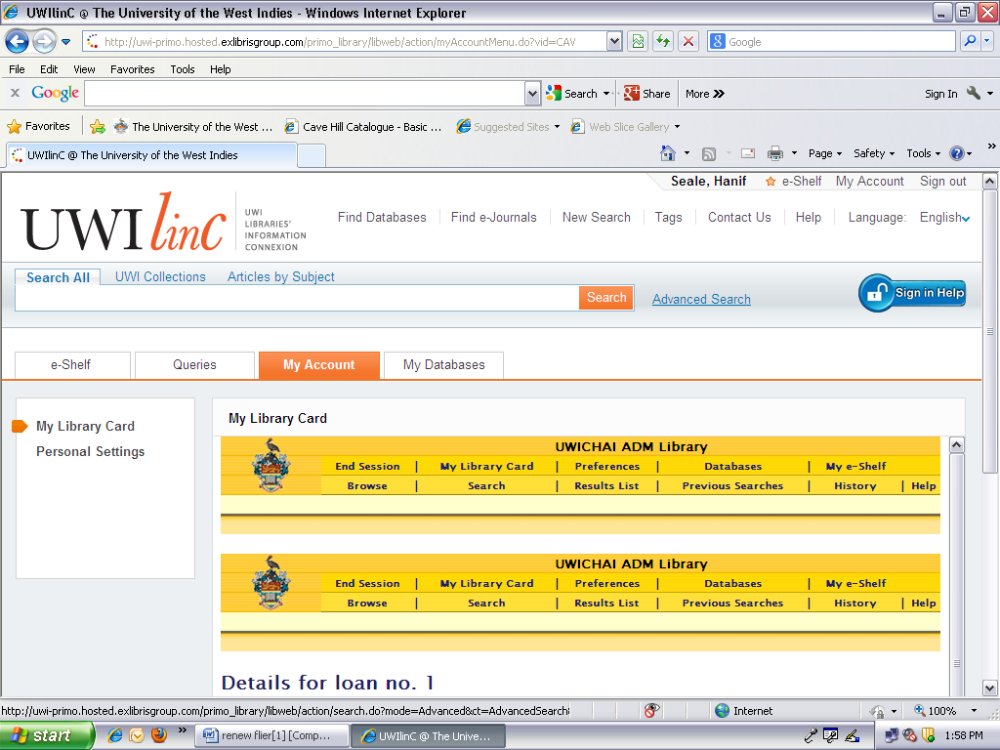 UWIlinC @ The University of the West Indies - Windows Internet Explorer
http://uwi-primo.hosted.exlibrisgroup.com/primo_library/libweb/action/myAccountMenu.do?vid=CAV
Google
File Edit View Favorites Tools Help
x Google Search Share More >> Sign In
Favorites The University of the West ... Cave Hill Catalogue - Basic ... Suggested Sites Web Slice Gallery
UWIlinC @ The University of the West Indies Page Safety Tools
Seale, Hanif e-Shelf My Account Sign out
UWIlinC
UWI
LIBRARIES'
INFORMATION
CONNEXION
Find Databases Find e-Journals New Search Tags Contact Us Help Language: English
Search All UWI Collections Articles by Subject
Search Advanced Search Sign in Help
e-Shelf Queries My Account My Databases
My Library Card
Personal Settings
My Library Card
UWICHAI ADM Library
End Session | My Library Card | Preferences | Databases | My e-Shelf
Browse | Search | Results List | Previous Searches | History | Help
UWICHAI ADM Library
End Session | My Library Card | Preferences | Databases | My e-Shelf
Browse | Search | Results List | Previous Searches | History | Help
Details for loan no. 1
http://uwi-primo.hosted.exlibrisgroup.com/primo_library/libweb/action/search.do?mode=Advanced&ct=AdvancedSearch Internet 100%
start renew flier[1] [Comp... UWIlinC @ The Unive... 1:58 PM